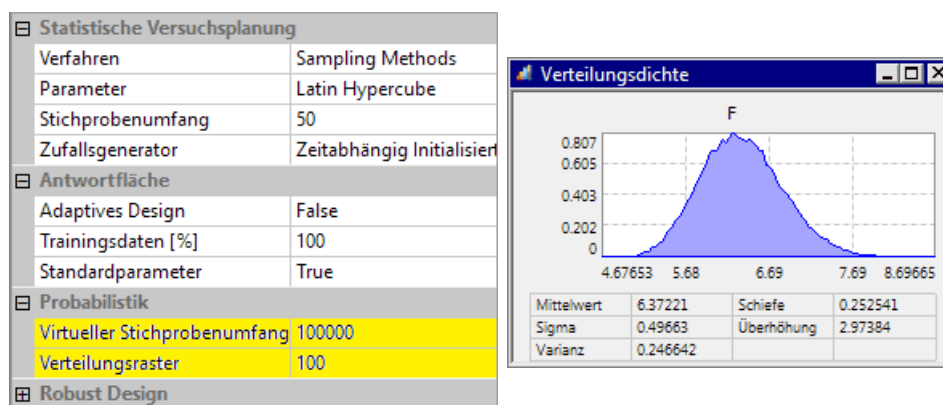 Statistische Versuchsplanung
Verfahren Sampling Methods
Parameter Latin Hypercube
Stichprobenumfang 50
Zufallsgenerator Zeitabhängig Initialisiert
Antwortfläche
Adaptives Design False
Trainingsdaten [%] 100
Standardparameter True
Probabilistik
Virtueller Stichprobenumfang 100000
Verteilungsraster 100
Robust Design
Verteilungsdichte
F
0.807
0.605
0.403
0.202
0
4.67653 5.68 6.69 7.69 8.69665
Mittelwert 6.37221 Schiefe 0.252541
Sigma 0.49663 Überhöhung 2.97384
Varianz 0.246642